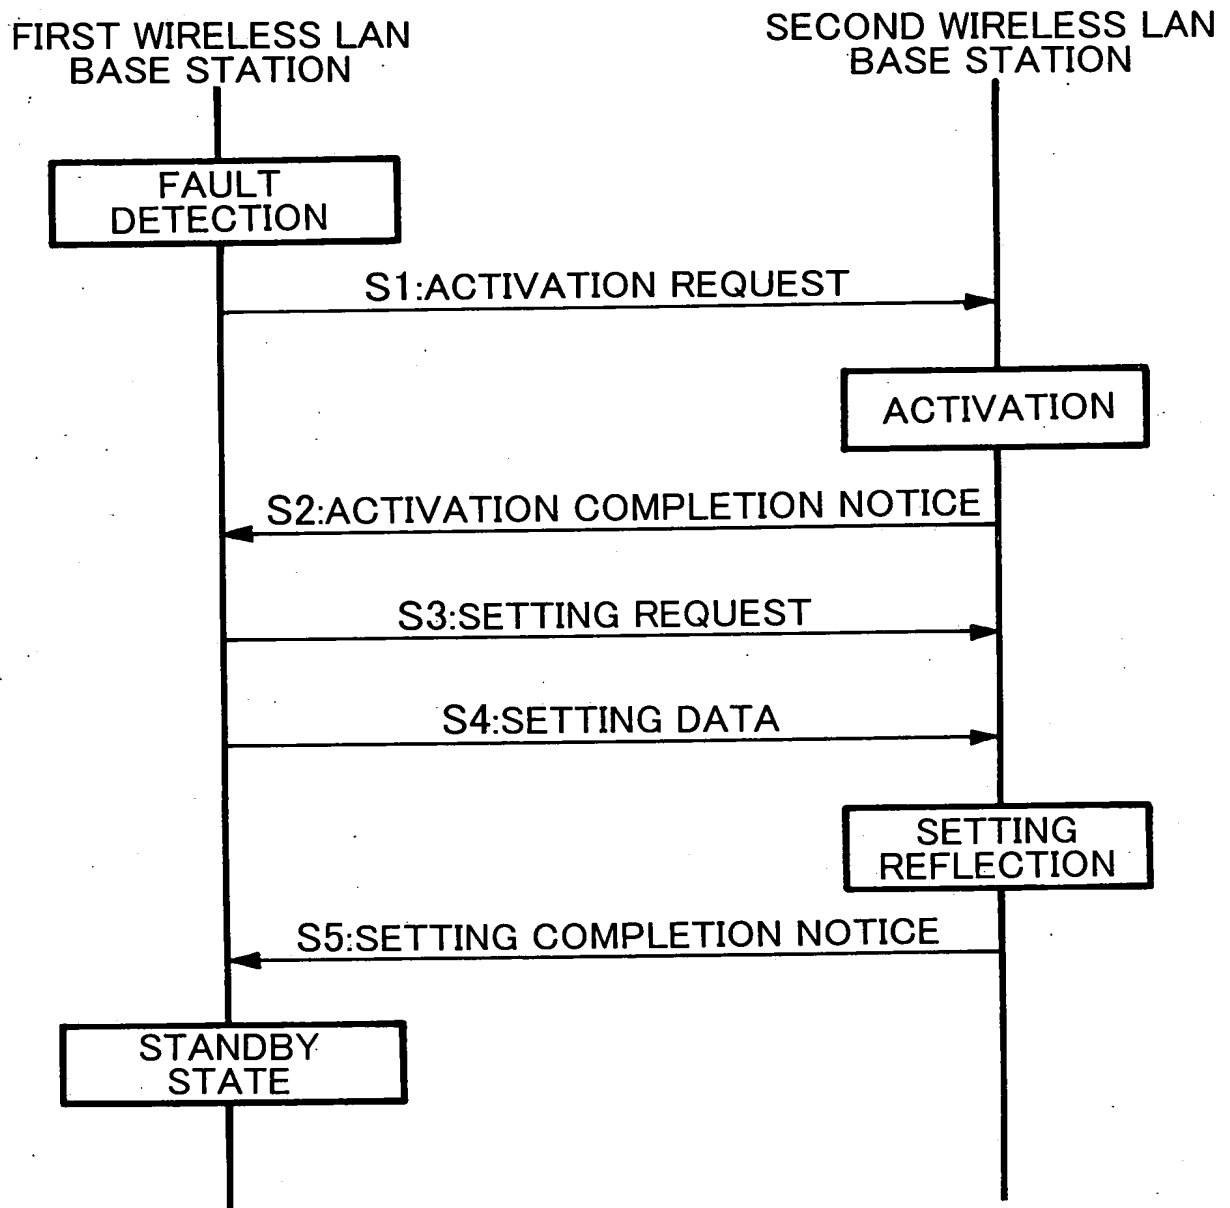 FIRST WIRELESS LAN
BASE STATION
SECOND WIRELESS LAN
BASE STATION
FAULT
DETECTION
S1:ACTIVATION REQUEST
ACTIVATION
S2:ACTIVATION COMPLETION NOTICE
S3:SETTING REQUEST
S4:SETTING DATA
SETTING
REFLECTION
S5:SETTING COMPLETION NOTICE
STANDBY
STATE